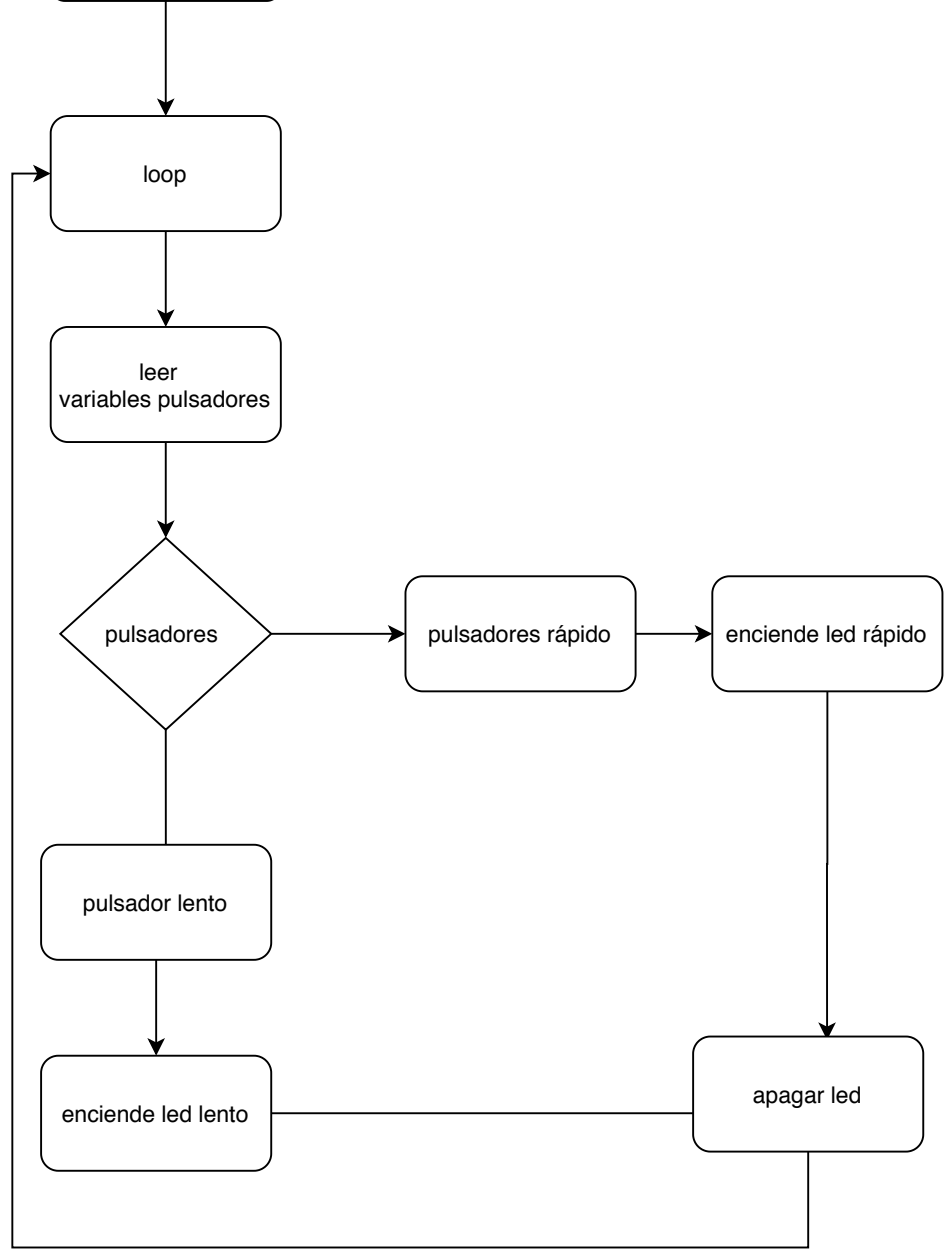 loop
leer
variables pulsadores
pulsadores
pulsadores rápido
enciende led rápido
pulsador lento
enciende led lento
apagar led